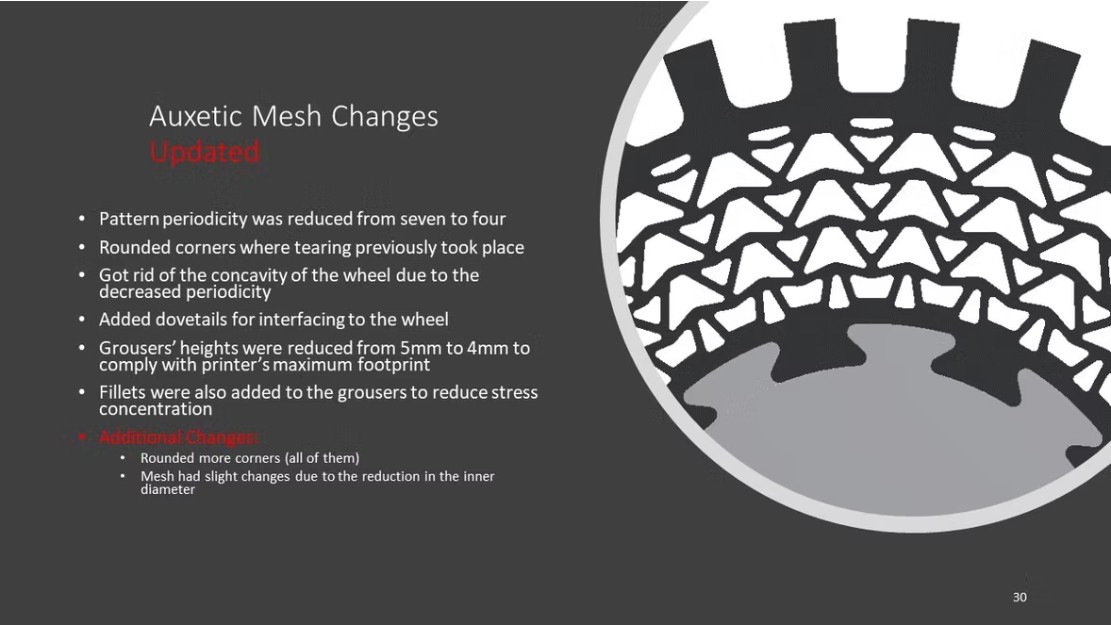 Auxetic Mesh Changes
Updated
• Pattern periodicity was reduced from seven to four
• Rounded corners where tearing previously took place
• Got rid of the concavity of the wheel due to the
decreased periodicity
• Added dovetails for interfacing to the wheel
• Grousers’ heights were reduced from 5mm to 4mm to
comply with printer’s maximum footprint
• Fillets were also added to the grousers to reduce stress
concentration
• Additional Changes:
• Rounded more corners (all of them)
• Mesh had slight changes due to the reduction in the inner
diameter
30